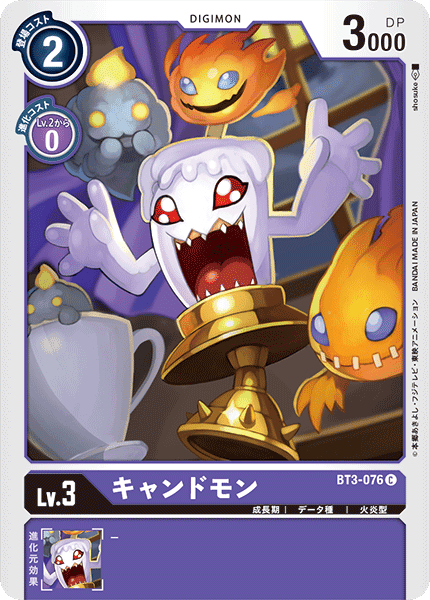 登場コスト
2
DIGIMON
3000
DP
進化コスト
Lv.2から
0
shosuke
©本郷あきよし・フジテレビ・東映アニメーション BANDAI MADE IN JAPAN
Lv.3
キャンドモン
BT3-076 C
成長期 | データ種 | 火炎型
進化元効果
–